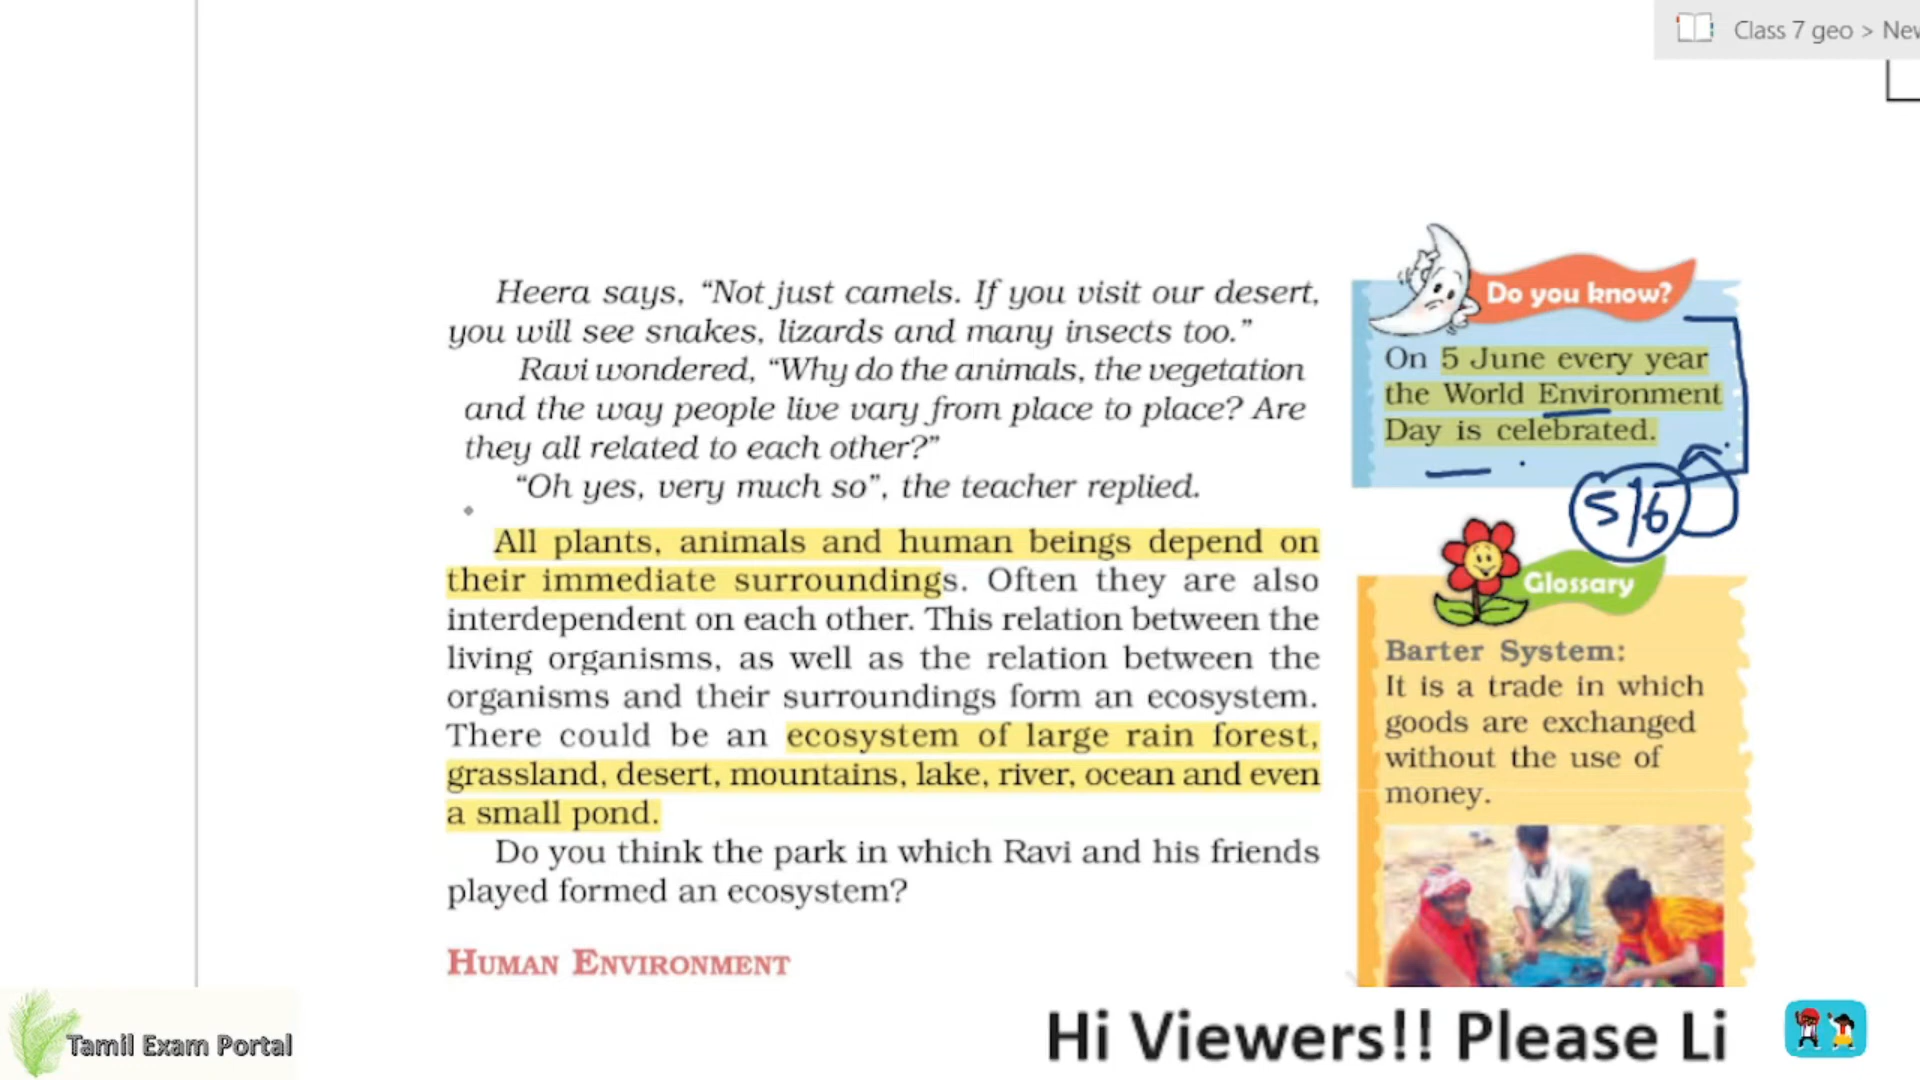 Class 7 geo > New
Heera says, “Not just camels. If you visit our desert,
you will see snakes, lizards and many insects too.”
Ravi wondered, “Why do the animals, the vegetation
and the way people live vary from place to place? Are
they all related to each other?”
“Oh yes, very much so”, the teacher replied.
All plants, animals and human beings depend on
their immediate surroundings. Often they are also
interdependent on each other. This relation between the
living organisms, as well as the relation between the
organisms and their surroundings form an ecosystem.
There could be an ecosystem of large rain forest,
grassland, desert, mountains, lake, river, ocean and even
a small pond.
Do you think the park in which Ravi and his friends
played formed an ecosystem?
HUMAN ENVIRONMENT
Do you know?
On 5 June every year
the World Environment
Day is celebrated.
5/6
Glossary
Barter System:
It is a trade in which
goods are exchanged
without the use of
money.
Tamil Exam Portal
Hi Viewers!! Please Li